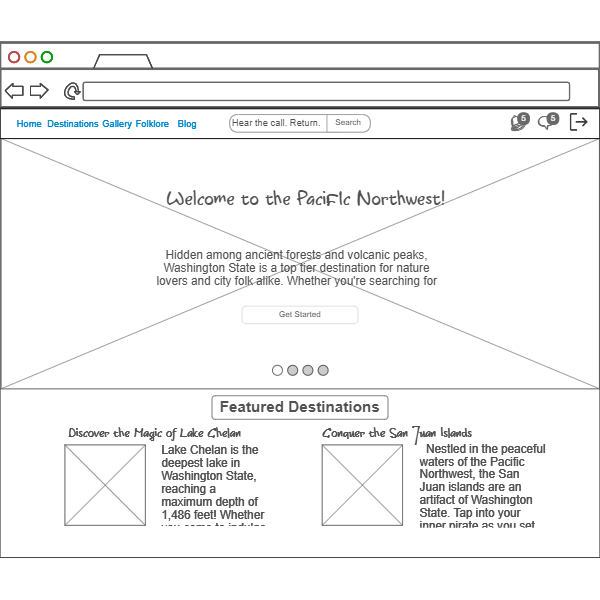 Home Destinations Gallery Folklore Blog
Hear the call. Return. Search
5 5
Welcome to the PaciFIc Northwest!
Hidden among ancient forests and volcanic peaks,
Washington State is a top tier destination for nature
lovers and city folk alike. Whether you're searching for
Get Started
Featured Destinations
Discover the Magic of Lake Chelan
Lake Chelan is the
deepest lake in
Washington State,
reaching a
maximum depth of
1,486 feet! Whether
you come to indulge
Conquer the San Juan Islands
Nestled in the peaceful
waters of the Pacific
Northwest, the San
Juan islands are an
artifact of Washington
State. Tap into your
inner pirate as you set